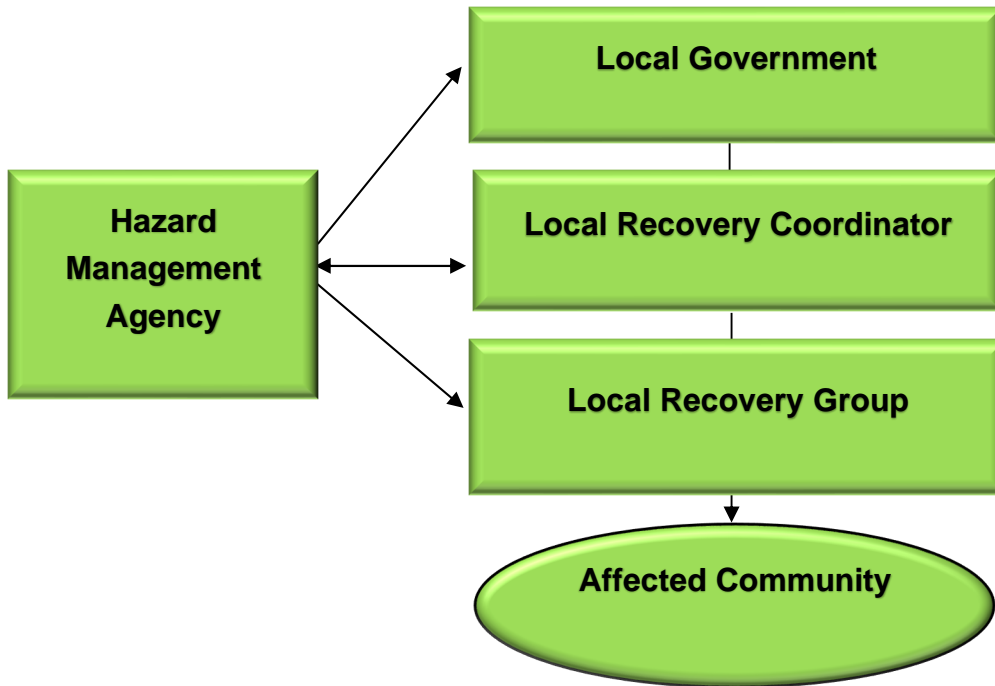 Local Government
Hazard
Management
Agency
Local Recovery Coordinator
Local Recovery Group
Affected Community